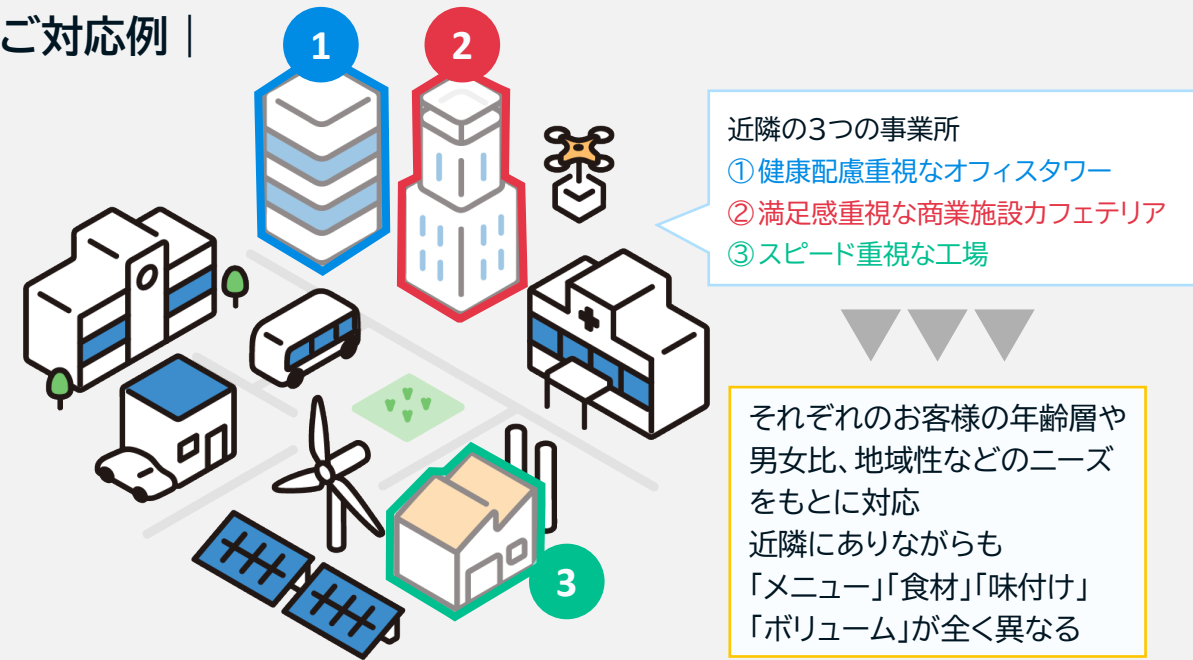 ご対応例｜
1
2
近隣の3つの事業所
①健康配慮重視なオフィスタワー
②満足感重視な商業施設カフェテリア
③スピード重視な工場
それぞれのお客様の年齢層や
男女比、地域性などのニーズ
をもとに対応
近隣にありながらも
「メニュー」「食材」「味付け」
「ボリューム」が全く異なる
3